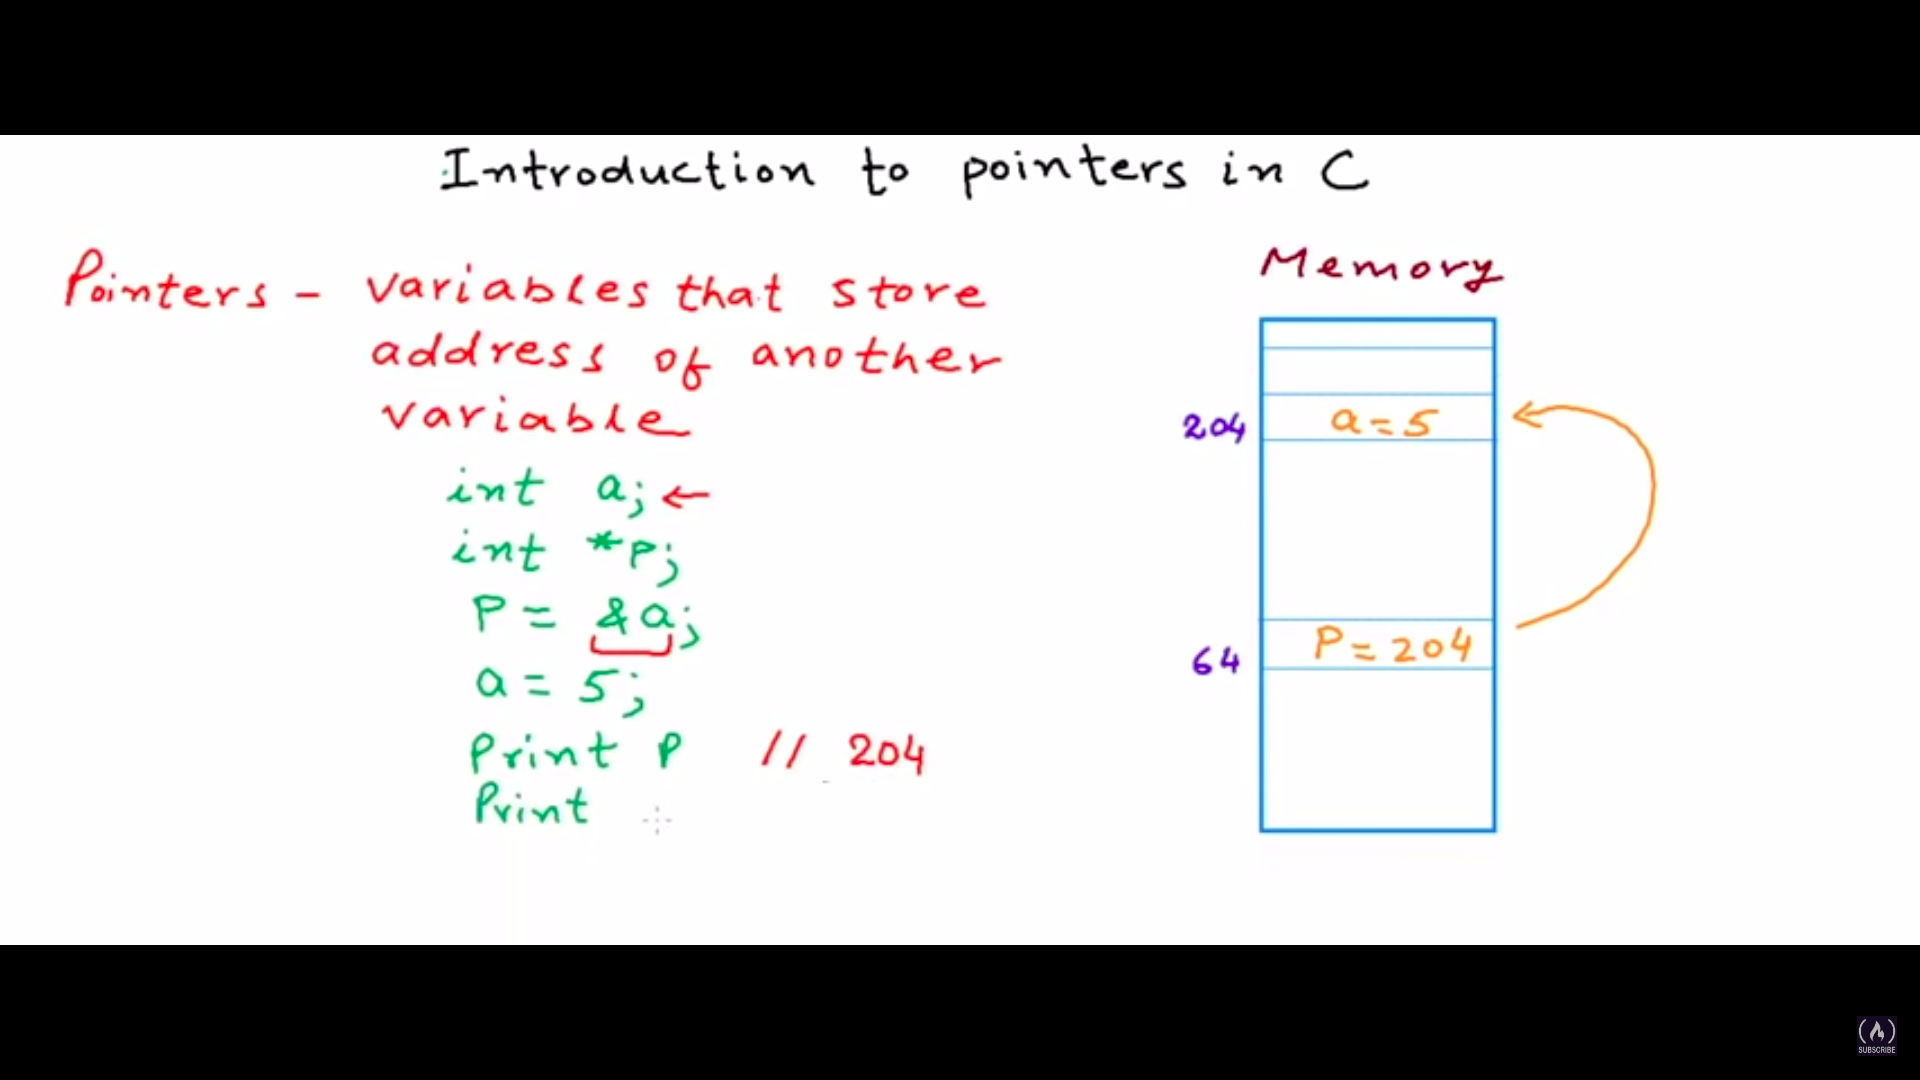 Introduction to pointers in C
Pointers - variables that store
address of another
variable
int a; ←
int *p;
P = &a;
a = 5;
Print P // 204
Print
Memory
204 a = 5
64 P = 204
SUBSCRIBE